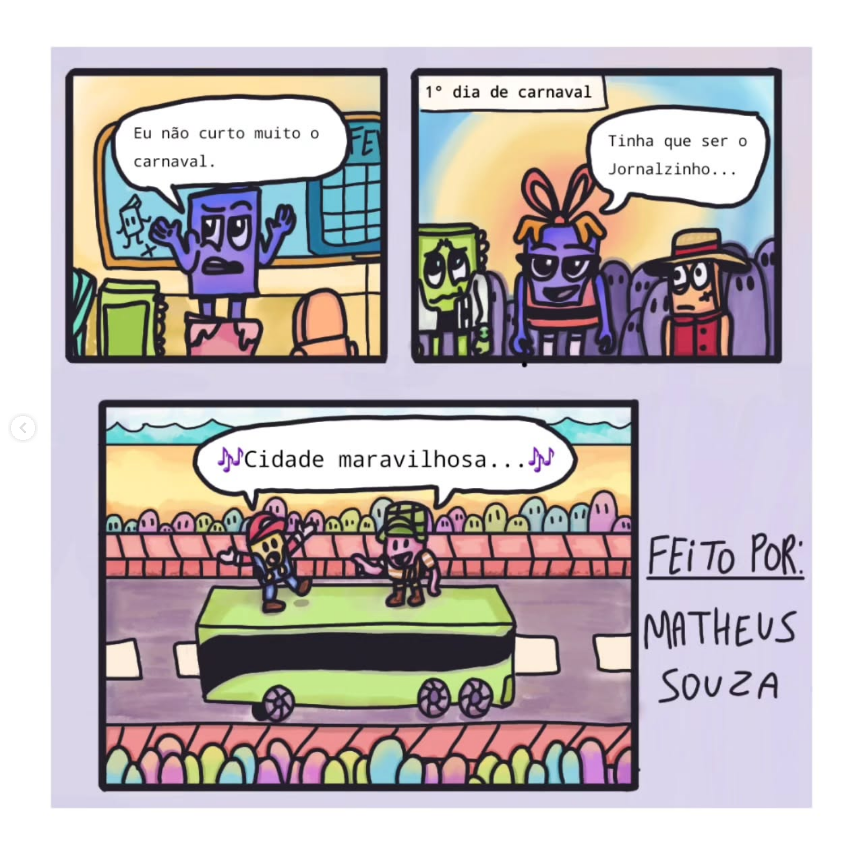 Eu não curto muito o
carnaval.
FE
1° dia de carnaval
Tinha que ser o
Jornalzinho...
🎶Cidade maravilhosa...🎶
FEITO POR:
MATHEUS
SOUZA